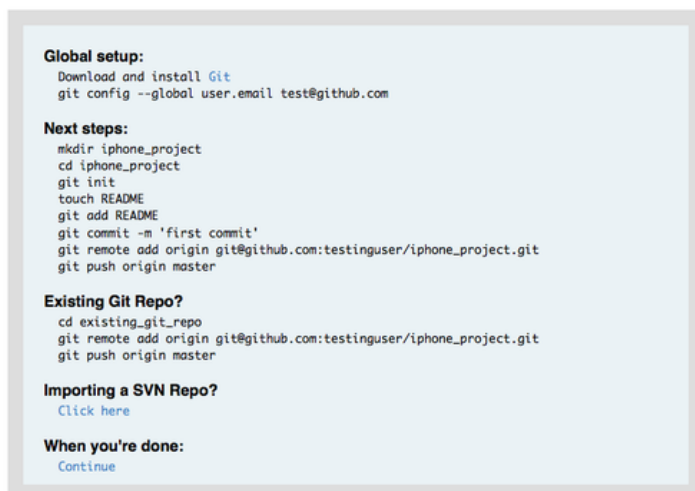 Global setup:
Download and install Git
git config --global user.email test@github.com
Next steps:
mkdir iphone_project
cd iphone_project
git init
touch README
git add README
git commit -m 'first commit'
git remote add origin git@github.com:testinguser/iphone_project.git
git push origin master
Existing Git Repo?
cd existing_git_repo
git remote add origin git@github.com:testinguser/iphone_project.git
git push origin master
Importing a SVN Repo?
Click here
When you're done:
Continue